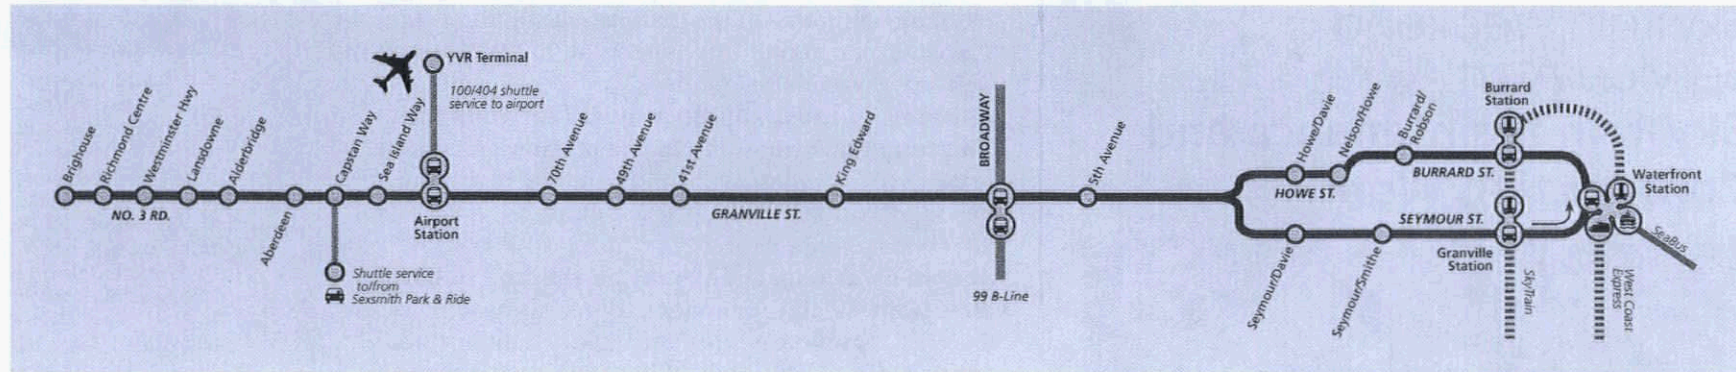 Brighouse
Richmond Centre
Westminster Hwy
Lansdowne
Alderbridge
Aberdeen
Capstan Way
Sea Island Way
NO. 3 RD.
YVR Terminal
100/404 shuttle
service to airport
Airport
Station
Shuttle service
to/from
Sexsmith Park & Ride
70th Avenue
49th Avenue
41st Avenue
GRANVILLE ST.
King Edward
BROADWAY
99 B-Line
5th Avenue
Howe/Davie
Nelson/Howe
HOWE ST.
Burrard/
Robson
BURRARD ST.
Burrard
Station
SEYMOUR ST.
Seymour/Davie
Seymour/Smithe
Granville
Station
SkyTrain
Waterfront
Station
SeaBus
West Coast
Express